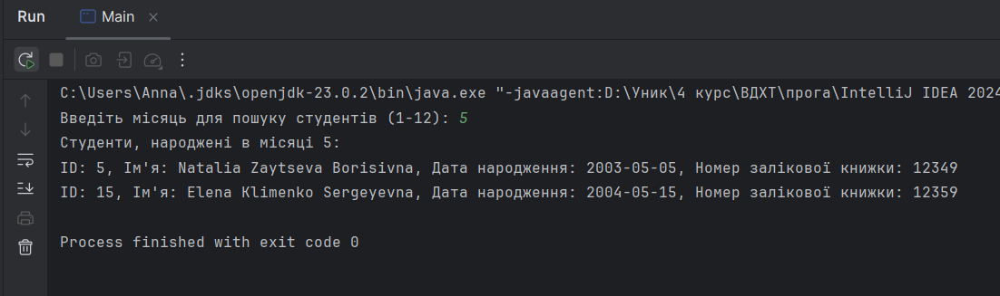 Run Main
C:\Users\Anna\.jdks\openjdk-23.0.2\bin\java.exe "-javaagent:D:\Уник\4 курс\ВДХТ\прога\IntelliJ IDEA 2024
Введіть місяць для пошуку студентів (1-12): 5
Студенти, народжені в місяці 5:
ID: 5, Ім'я: Natalia Zaytseva Borisivna, Дата народження: 2003-05-05, Номер залікової книжки: 12349
ID: 15, Ім'я: Elena Klimenko Sergeyevna, Дата народження: 2004-05-15, Номер залікової книжки: 12359
Process finished with exit code 0